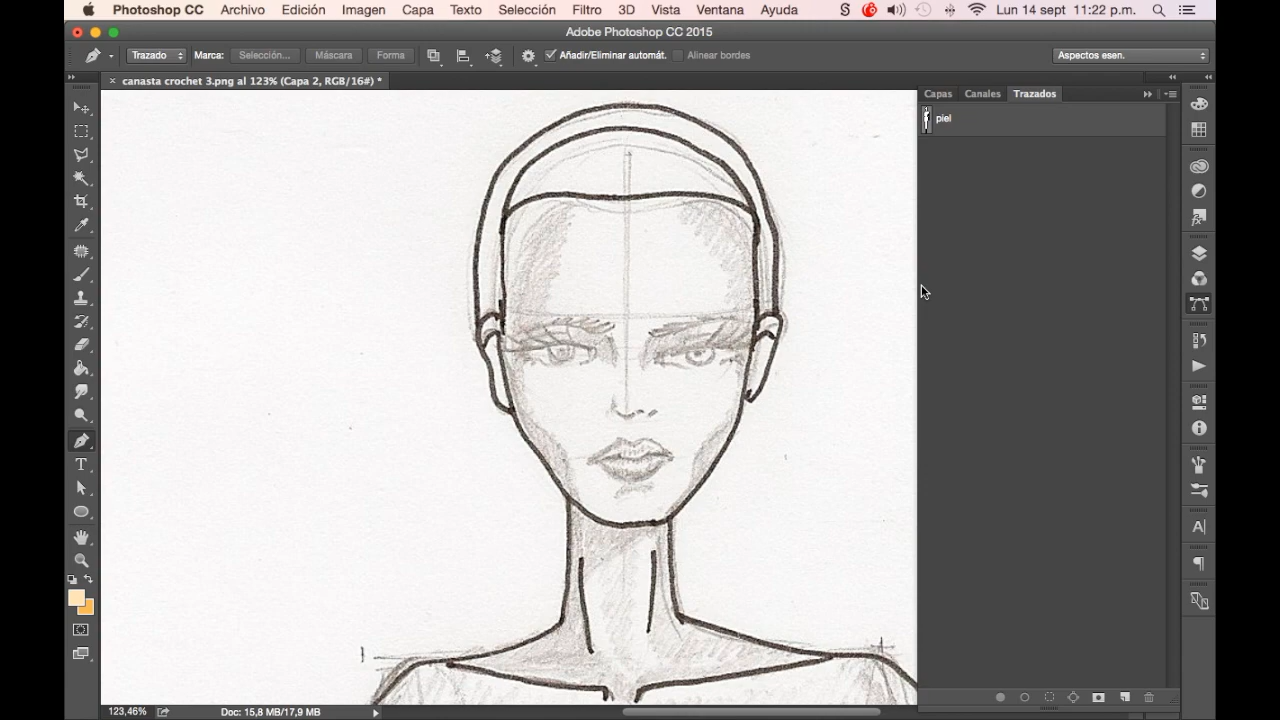 Photoshop CC Archivo Edición Imagen Capa Texto Selección Filtro 3D Vista Ventana Ayuda Lun 14 sept 11:22 p.m.
Adobe Photoshop CC 2015
Trazado Marca: Selección... Máscara Forma Añadir/Eliminar automát. Alinear bordes Aspectos esen.
× canasta crochet 3.png al 123% (Capa 2, RGB/16#) *
Capas Canales Trazados
piel
123,46% Doc: 15,8 MB/17,9 MB